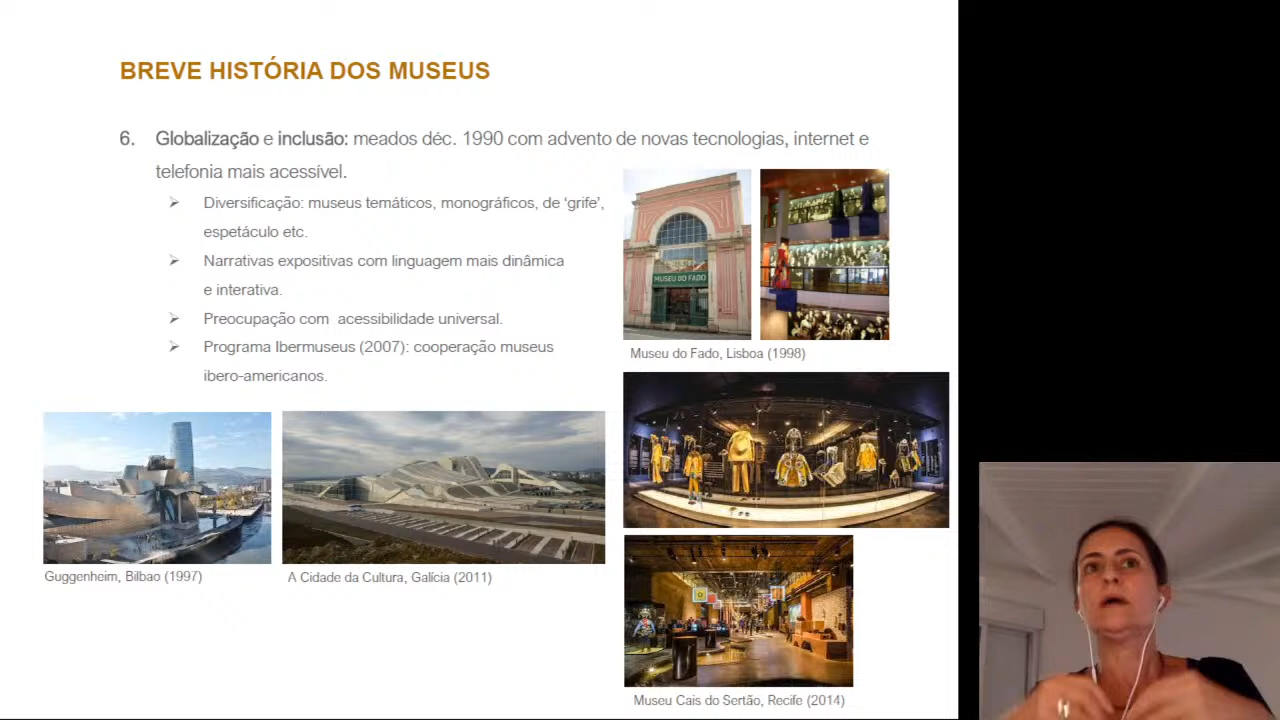 BREVE HISTÓRIA DOS MUSEUS
6. Globalização e inclusão: meados déc. 1990 com advento de novas tecnologias, internet e
telefonia mais acessível.
Diversificação: museus temáticos, monográficos, de ‘grife’,
espetáculo etc.
Narrativas expositivas com linguagem mais dinâmica
e interativa.
Preocupação com acessibilidade universal.
Programa Ibermuseus (2007): cooperação museus
ibero-americanos.
MUSEU DO FADO
Museu do Fado, Lisboa (1998)
Guggenheim, Bilbao (1997)
A Cidade da Cultura, Galícia (2011)
Museu Cais do Sertão, Recife (2014)